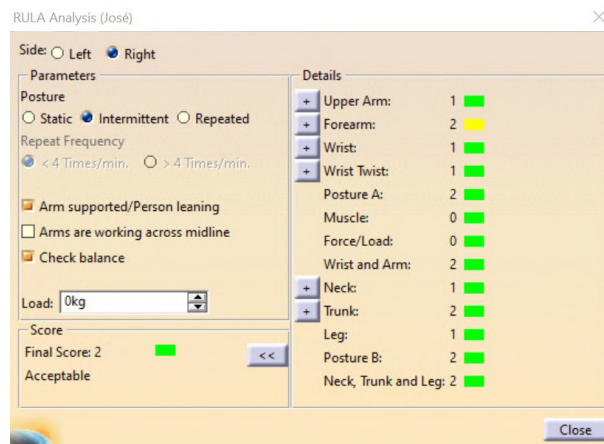 RULA Analysis (José)
Side: Left Right
Parameters
Posture
Static Intermittent Repeated
Repeat Frequency
< 4 Times/min. > 4 Times/min.
Arm supported/Person leaning
Arms are working across midline
Check balance
Load: 0kg
Score
Final Score: 2
<<
Acceptable
Details
+ Upper Arm: 1
+ Forearm: 2
+ Wrist: 1
+ Wrist Twist: 1
Posture A: 2
Muscle: 0
Force/Load: 0
Wrist and Arm: 2
+ Neck: 1
+ Trunk: 2
Leg: 1
Posture B: 2
Neck, Trunk and Leg: 2
Close